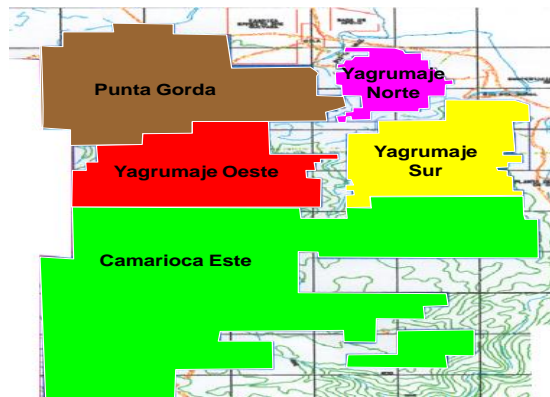 Punta Gorda
Yagrumaje
Norte
Yagrumaje Oeste
Yagrumaje
Sur
Camarioca Este